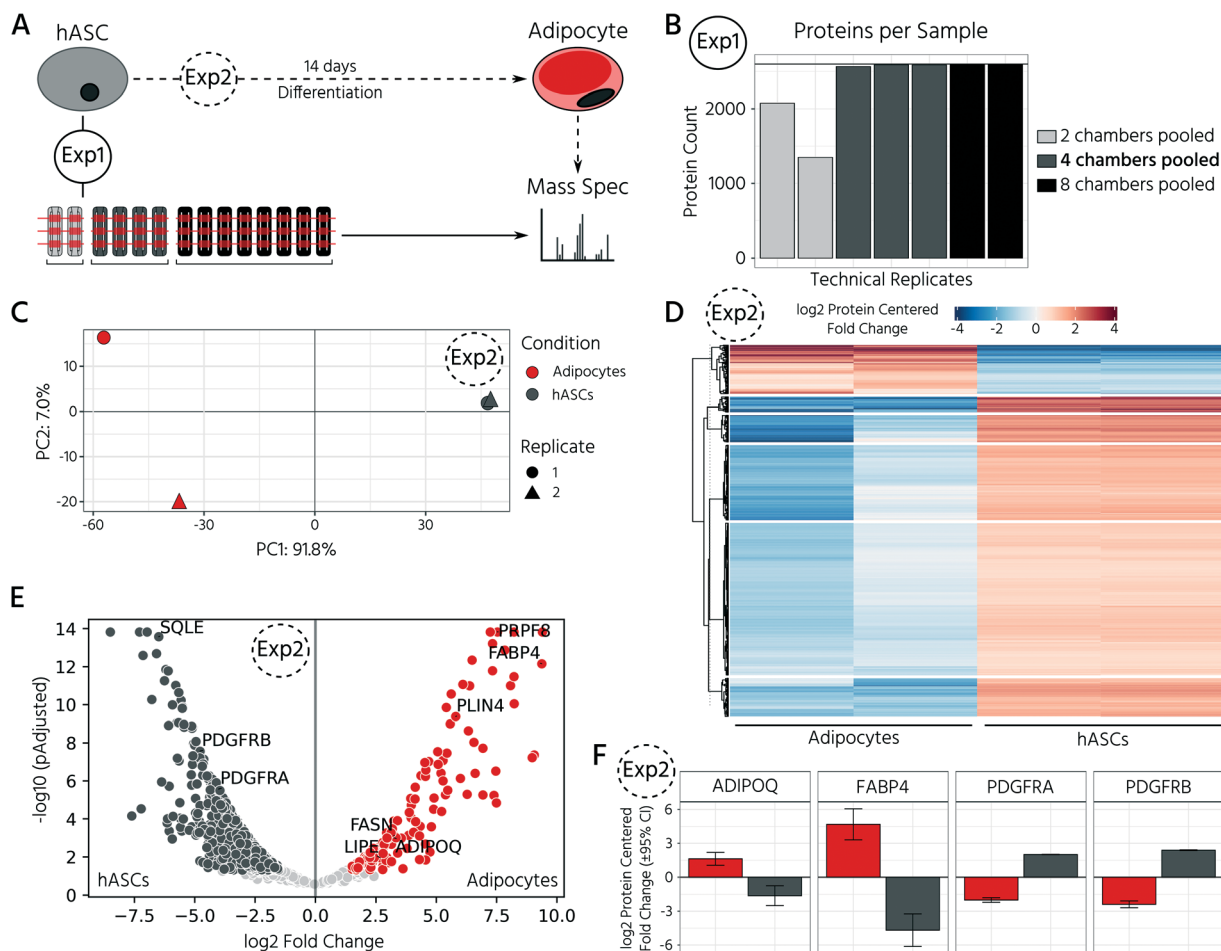 A
hASC
Exp2
14 days
Differentiation
Adipocyte
Exp1
Mass Spec
B
Exp1
Proteins per Sample
Protein Count
2000
1000
0
Technical Replicates
2 chambers pooled
4 chambers pooled
8 chambers pooled
C
Exp2
PC2: 7.0%
10
0
-10
-20
-60
-30
0
30
PC1: 91.8%
Condition
Adipocytes
hASCs
Replicate
1
2
D
Exp2
log2 Protein Centered
Fold Change
-4
-2
0
2
4
Adipocytes
hASCs
E
Exp2
-log10 (pAdjusted)
14
12
10
8
6
4
2
0
SQLE
PRPF8
FABP4
PLIN4
PDGFRB
PDGFRA
FASN
LIPE
ADIPOQ
hASCs
Adipocytes
−7.5
−5.0
−2.5
0.0
2.5
5.0
7.5
10.0
log2 Fold Change
F
Exp2
log2 Protein Centered
Fold Change (±95% CI)
6
3
0
-3
-6
ADIPOQ
FABP4
PDGFRA
PDGFRB